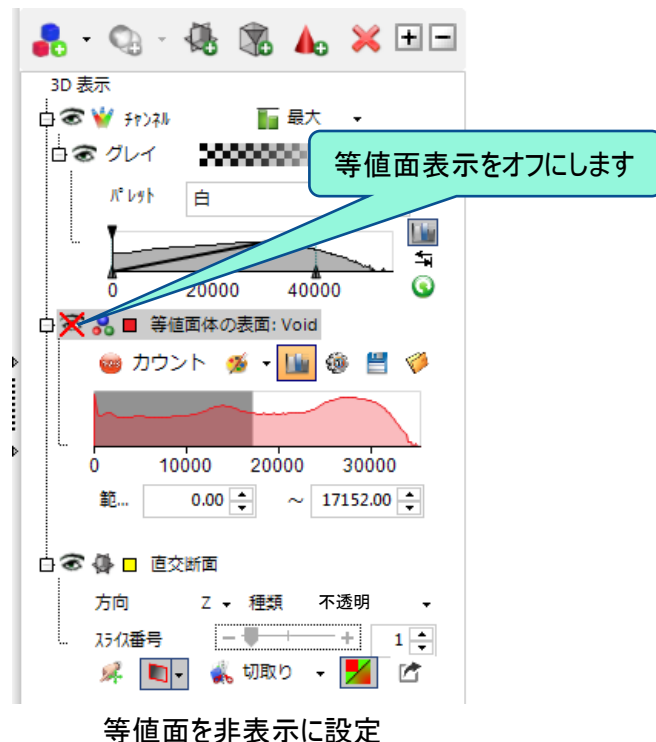 3D 表示
ﾁｬﾝﾈﾙ 最大
グレイ
等値面表示をオフにします
ﾊﾟﾚｯﾄ 白
0 20000 40000
等値面体の表面: Void
カウント
0 10000 20000 30000
範... 0.00 ～ 17152.00
直交断面
方向 Z 種類 不透明
ｽﾗｲｽ番号 1
切取り
等値面を非表示に設定